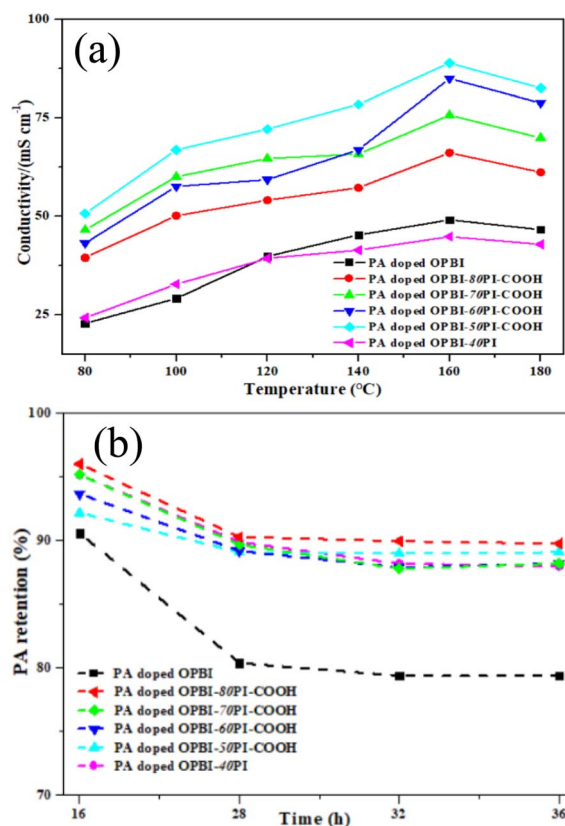 (a)
100
75
50
25
Conductivity/(mS cm⁻¹)
PA doped OPBI
PA doped OPBI-80PI-COOH
PA doped OPBI-70PI-COOH
PA doped OPBI-60PI-COOH
PA doped OPBI-50PI-COOH
PA doped OPBI-40PI
80 100 120 140 160 180
Temperature (°C)
(b)
100
90
80
70
PA retention (%)
PA doped OPBI
PA doped OPBI-80PI-COOH
PA doped OPBI-70PI-COOH
PA doped OPBI-60PI-COOH
PA doped OPBI-50PI-COOH
PA doped OPBI-40PI
16 28 32 36
Time (h)